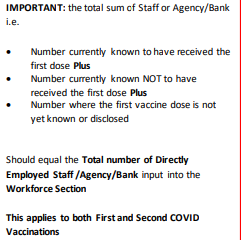 IMPORTANT: the total sum of Staff or Agency/Bank
i.e.
• Number currently known to have received the
first dose Plus
• Number currently known NOT to have
received the first dose Plus
• Number where the first vaccine dose is not
yet known or disclosed
Should equal the Total number of Directly
Employed Staff/Agency/Bank input into the
Workforce Section
This applies to both First and Second COVID
Vaccinations